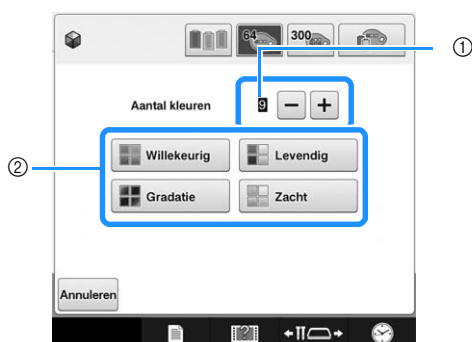 64 300
①
Aantal kleuren 9 − +
②
Willekeurig Levendig
Gradatie Zacht
Annuleren